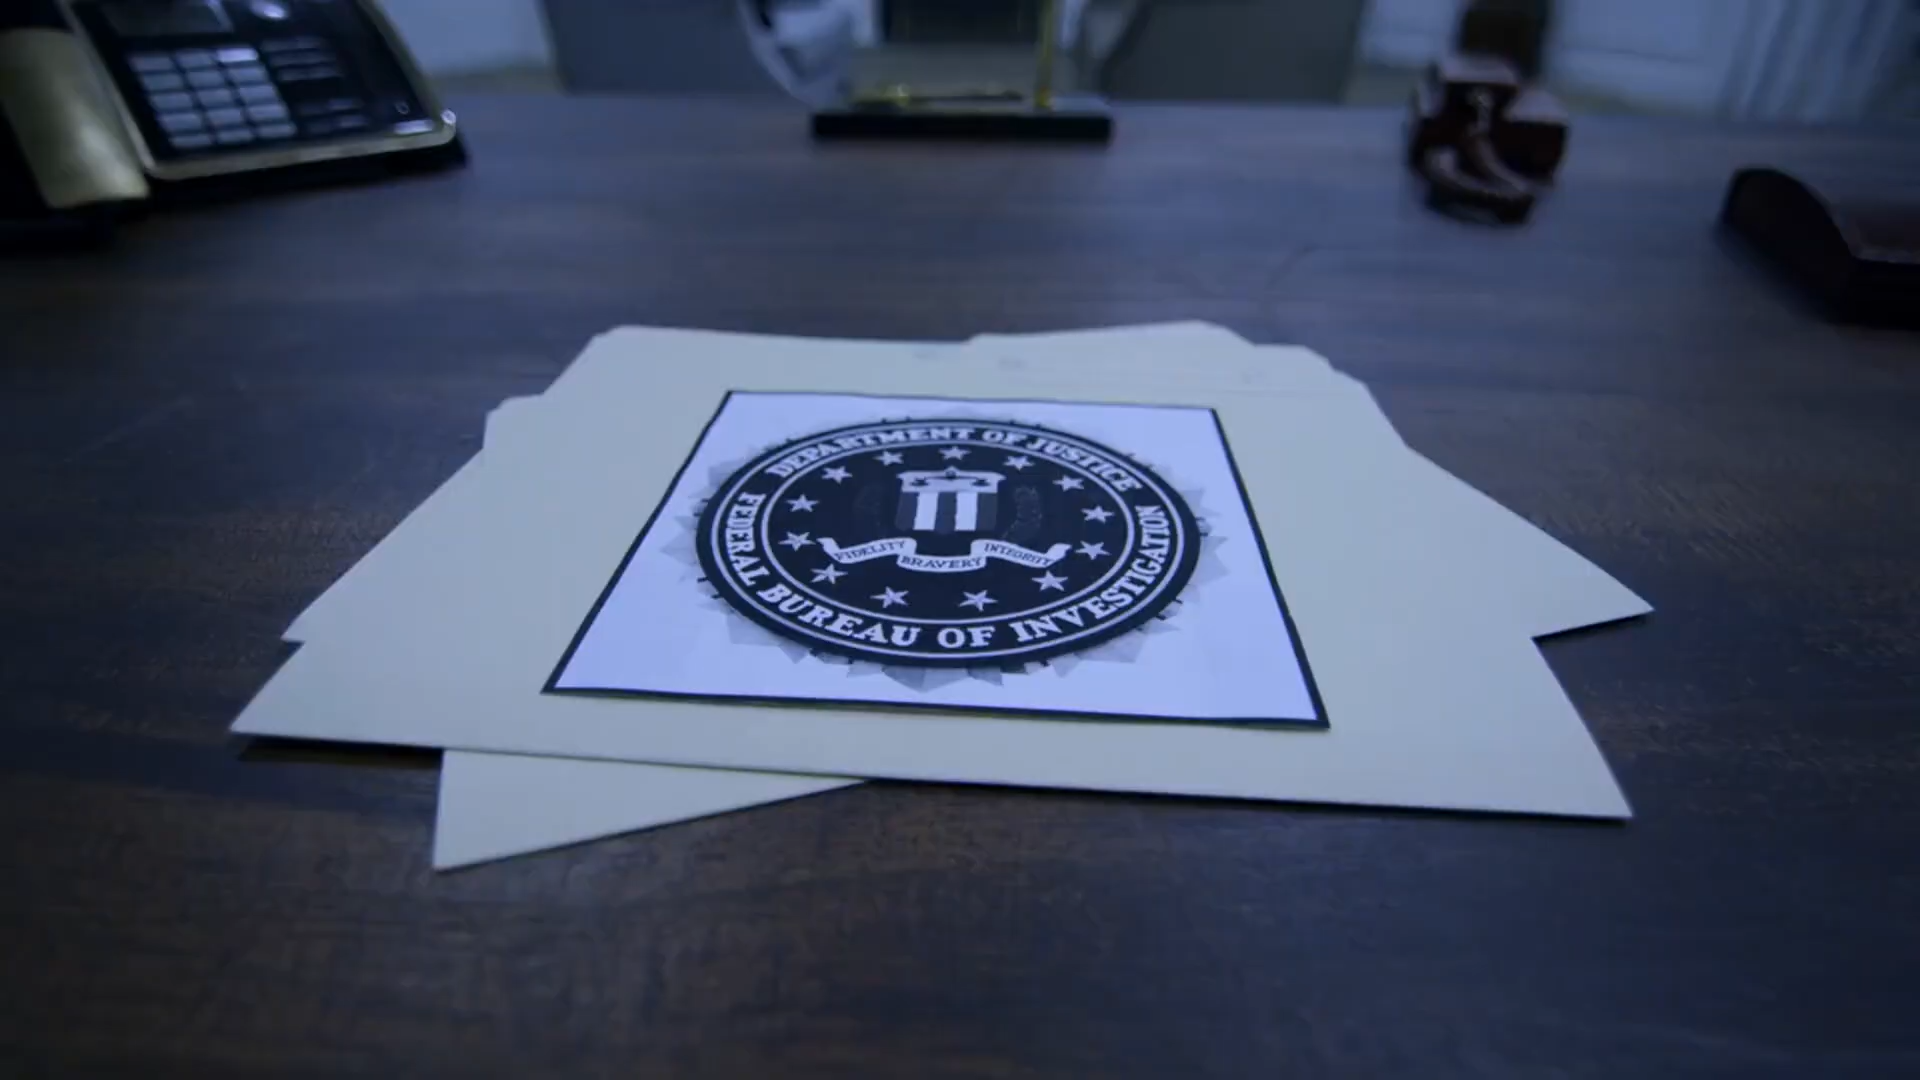 DEPARTMENT OF JUSTICE
FIDELITY BRAVERY INTEGRITY
FEDERAL BUREAU OF INVESTIGATION